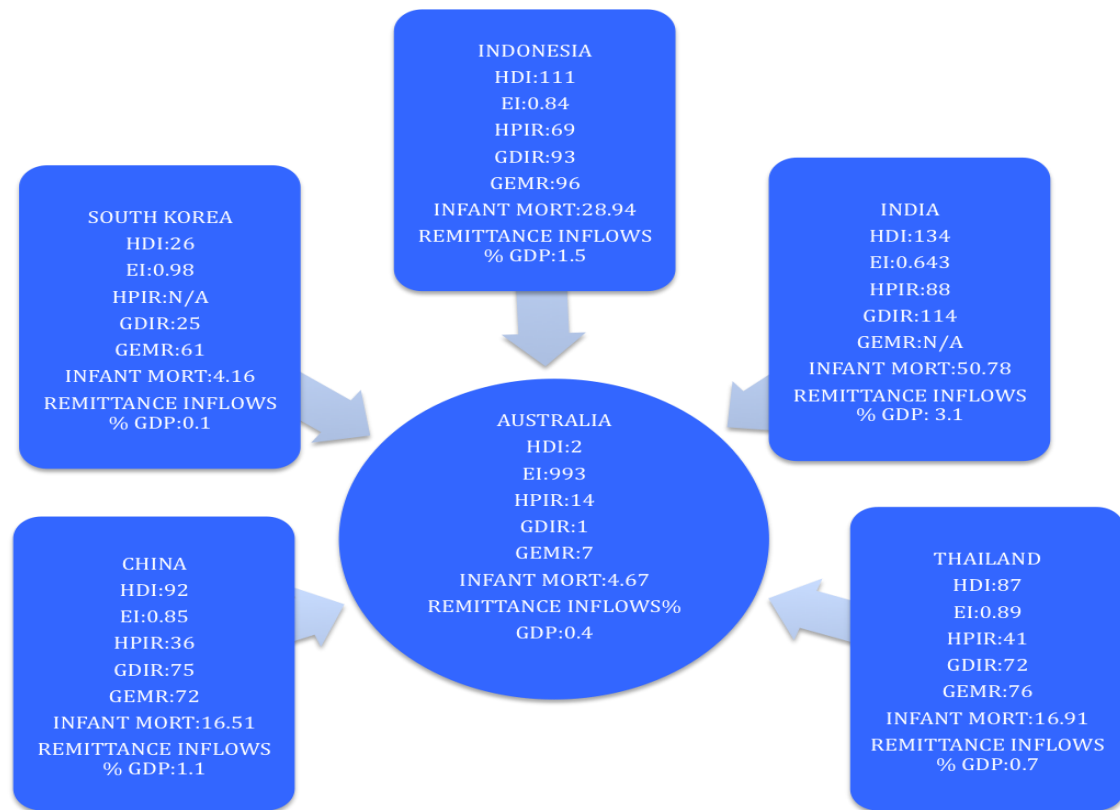 INDONESIA
HDI:111
EI:0.84
HPIR:69
GDIR:93
GEMR:96
INFANT MORT:28.94
REMITTANCE INFLOWS
% GDP:1.5
SOUTH KOREA
HDI:26
EI:0.98
HPIR:N/A
GDIR:25
GEMR:61
INFANT MORT:4.16
REMITTANCE INFLOWS
% GDP:0.1
INDIA
HDI:134
EI:0.643
HPIR:88
GDIR:114
GEMR:N/A
INFANT MORT:50.78
REMITTANCE INFLOWS
% GDP: 3.1
AUSTRALIA
HDI:2
EI:993
HPIR:14
GDIR:1
GEMR:7
INFANT MORT:4.67
REMITTANCE INFLOWS%
GDP:0.4
CHINA
HDI:92
EI:0.85
HPIR:36
GDIR:75
GEMR:72
INFANT MORT:16.51
REMITTANCE INFLOWS
% GDP:1.1
THAILAND
HDI:87
EI:0.89
HPIR:41
GDIR:72
GEMR:76
INFANT MORT:16.91
REMITTANCE INFLOWS
% GDP:0.7